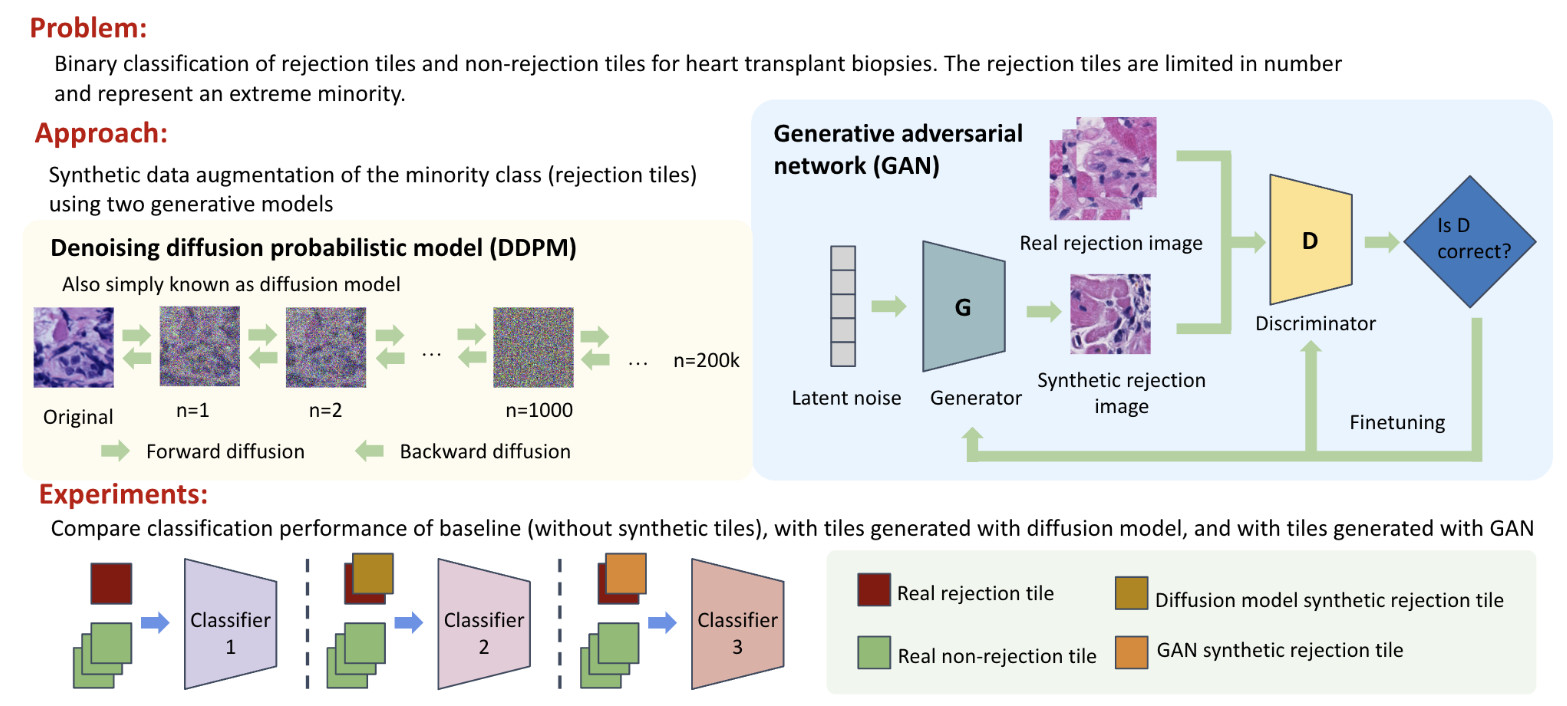 Problem:
Binary classification of rejection tiles and non-rejection tiles for heart transplant biopsies. The rejection tiles are limited in number
and represent an extreme minority.
Approach:
Synthetic data augmentation of the minority class (rejection tiles)
using two generative models
Denoising diffusion probabilistic model (DDPM)
Also simply known as diffusion model
...
...
n=200k
Original
n=1
n=2
n=1000
Forward diffusion
Backward diffusion
Generative adversarial
network (GAN)
Real rejection image
Latent noise
G
Generator
Synthetic rejection
image
D
Discriminator
Is D
correct?
Finetuning
Experiments:
Compare classification performance of baseline (without synthetic tiles), with tiles generated with diffusion model, and with tiles generated with GAN
Classifier
1
Classifier
2
Classifier
3
Real rejection tile
Diffusion model synthetic rejection tile
Real non-rejection tile
GAN synthetic rejection tile